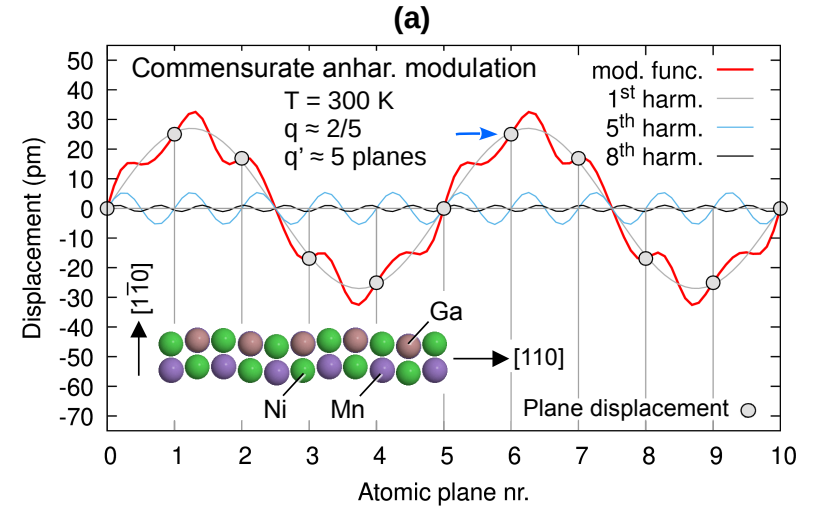 (a)
Commensurate anhar. modulation
T = 300 K
q ≈ 2/5
q' ≈ 5 planes
mod. func.
1st harm.
5th harm.
8th harm.
Displacement (pm)
50
40
30
20
10
0
-10
-20
-30
-40
-50
-60
-70
[11̅0]
Ga
[110]
Ni
Mn
Plane displacement
0 1 2 3 4 5 6 7 8 9 10
Atomic plane nr.